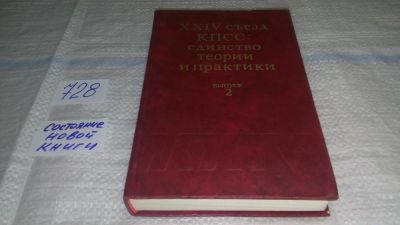 XXIV съезд
КПСС:
единство
теории
и практики
выпуск
2
728
состояние
новой
книги